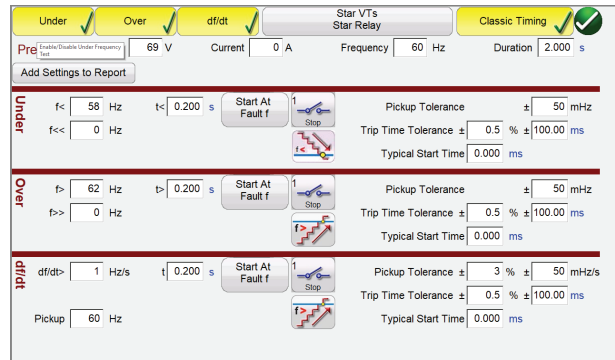 Under Over df/dt Star VTs Star Relay Classic Timing
Pre Enable/Disable Under Frequency Test 69 V Current 0 A Frequency 60 Hz Duration 2.000 s
Add Settings to Report
Under f< 58 Hz t< 0.200 s Start At Fault f 1 Stop Pickup Tolerance ± 50 mHz
f<< 0 Hz f< Trip Time Tolerance ± 0.5 % ± 100.00 ms
Typical Start Time 0.000 ms
Over f> 62 Hz t> 0.200 s Start At Fault f 1 Stop Pickup Tolerance ± 50 mHz
f>> 0 Hz f> Trip Time Tolerance ± 0.5 % ± 100.00 ms
Typical Start Time 0.000 ms
df/dt df/dt> 1 Hz/s t 0.200 s Start At Fault f 1 Stop Pickup Tolerance ± 3 % ± 50 mHz/s
Trip Time Tolerance ± 0.5 % ± 100.00 ms
Pickup 60 Hz f> Typical Start Time 0.000 ms